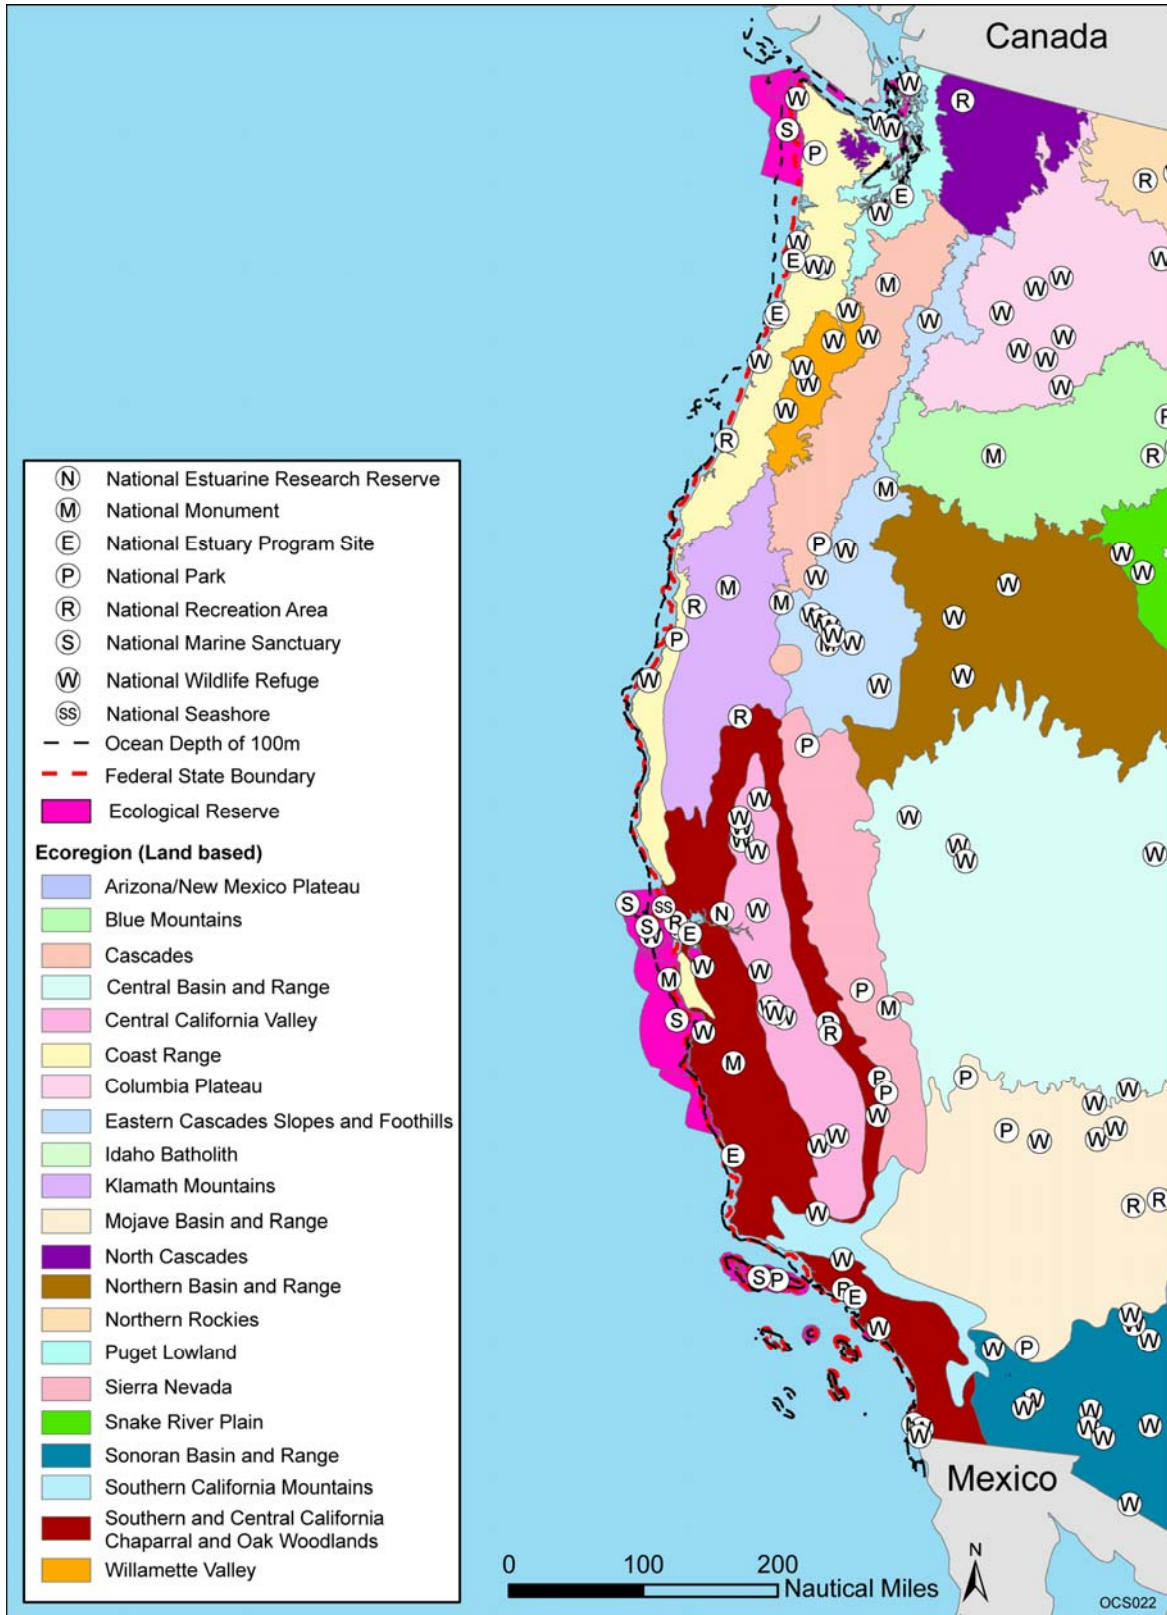 Canada
N National Estuarine Research Reserve
M National Monument
E National Estuary Program Site
P National Park
R National Recreation Area
S National Marine Sanctuary
W National Wildlife Refuge
SS National Seashore
Ocean Depth of 100m
Federal State Boundary
Ecological Reserve
Ecoregion (Land based)
Arizona/New Mexico Plateau
Blue Mountains
Cascades
Central Basin and Range
Central California Valley
Coast Range
Columbia Plateau
Eastern Cascades Slopes and Foothills
Idaho Batholith
Klamath Mountains
Mojave Basin and Range
North Cascades
Northern Basin and Range
Northern Rockies
Puget Lowland
Sierra Nevada
Snake River Plain
Sonoran Basin and Range
Southern California Mountains
Southern and Central California
Chaparral and Oak Woodlands
Willamette Valley
Mexico
N
0 100 200
Nautical Miles
OCS022